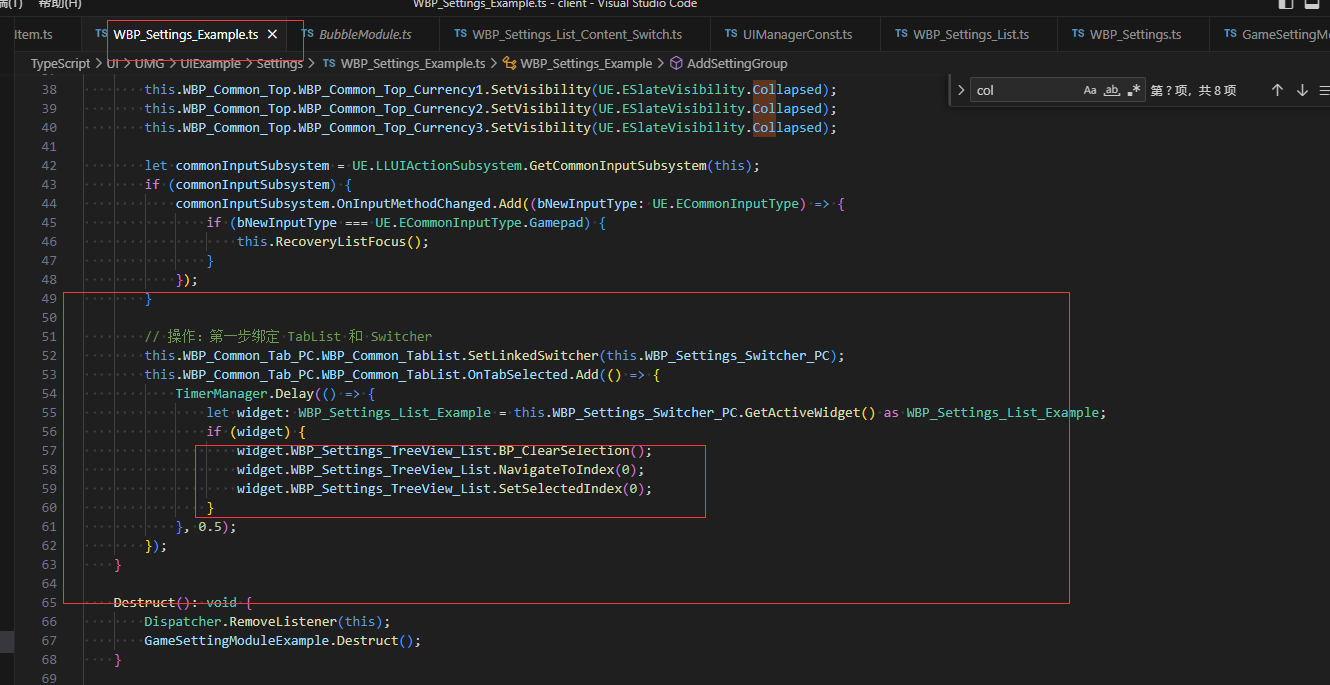 帮助(H)
WBP_Settings_Example.ts - client - Visual Studio Code
Item.ts
TS WBP_Settings_Example.ts ×
TS BubbleModule.ts
TS WBP_Settings_List_Content_Switch.ts
TS UIManagerConst.ts
TS WBP_Settings_List.ts
TS WBP_Settings.ts
TS GameSettingMo
TypeScript > UI > UMG > UIExample > Settings > TS WBP_Settings_Example.ts > WBP_Settings_Example > AddSettingGroup
col Aa ab .* 第 ? 项，共 8 项
38 this.WBP_Common_Top.WBP_Common_Top_Currency1.SetVisibility(UE.ESlateVisibility.Collapsed);
39 this.WBP_Common_Top.WBP_Common_Top_Currency2.SetVisibility(UE.ESlateVisibility.Collapsed);
40 this.WBP_Common_Top.WBP_Common_Top_Currency3.SetVisibility(UE.ESlateVisibility.Collapsed);
41
42 let commonInputSubsystem = UE.LLUIActionSubsystem.GetCommonInputSubsystem(this);
43 if (commonInputSubsystem) {
44 commonInputSubsystem.OnInputMethodChanged.Add((bNewInputType: UE.ECommonInputType) => {
45 if (bNewInputType === UE.ECommonInputType.Gamepad) {
46 this.RecoveryListFocus();
47 }
48 });
49 }
50
51 // 操作：第一步绑定 TabList 和 Switcher
52 this.WBP_Common_Tab_PC.WBP_Common_TabList.SetLinkedSwitcher(this.WBP_Settings_Switcher_PC);
53 this.WBP_Common_Tab_PC.WBP_Common_TabList.OnTabSelected.Add(() => {
54 TimerManager.Delay(() => {
55 let widget: WBP_Settings_List_Example = this.WBP_Settings_Switcher_PC.GetActiveWidget() as WBP_Settings_List_Example;
56 if (widget) {
57 widget.WBP_Settings_TreeView_List.BP_ClearSelection();
58 widget.WBP_Settings_TreeView_List.NavigateToIndex(0);
59 widget.WBP_Settings_TreeView_List.SetSelectedIndex(0);
60 }
61 }, 0.5);
62 });
63 }
64
65 Destruct(): void {
66 Dispatcher.RemoveListener(this);
67 GameSettingModuleExample.Destruct();
68 }
69